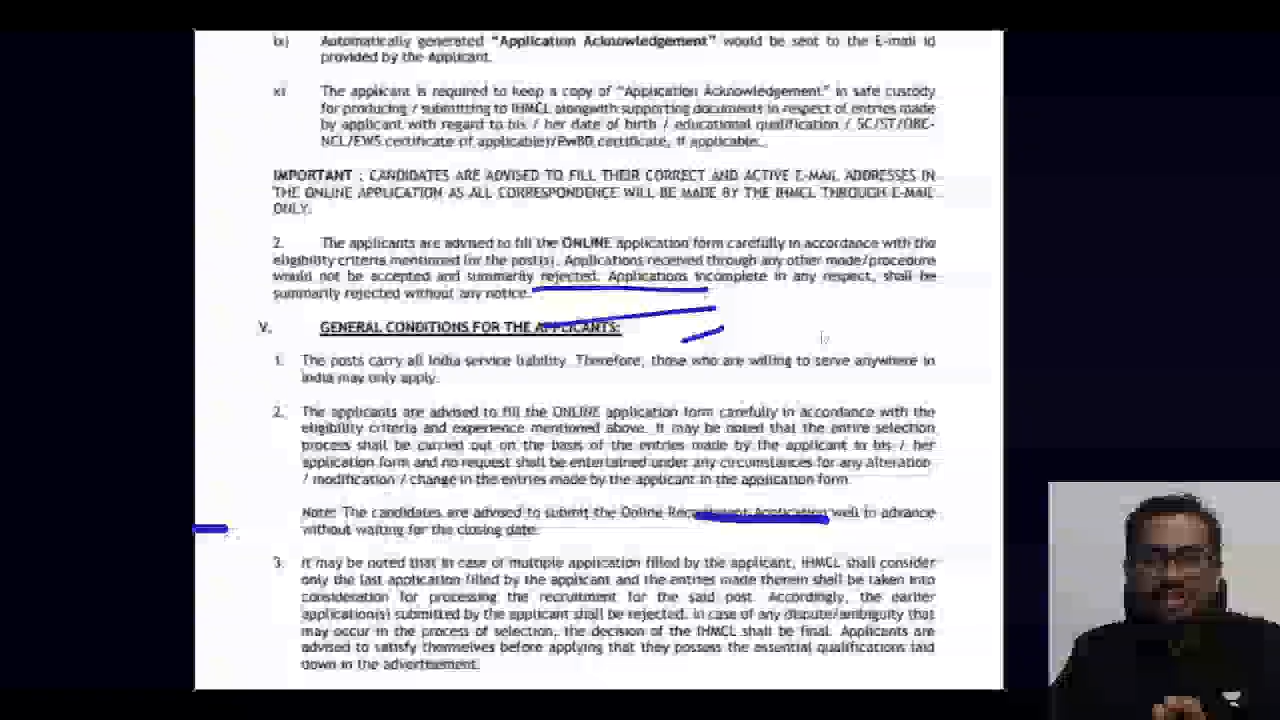 ix) Automatically generated “Application Acknowledgement” would be sent to the E-mail id
provided by the Applicant.
x) The applicant is required to keep a copy of “Application Acknowledgement” in safe custody
for producing / submitting to IHMCL alongwith supporting documents in respect of entries made
by applicant with regard to his / her date of birth / educational qualification / SC/ST/OBC-
NCL/EWS certificate of applicable)/PwBD certificate, if applicable.
IMPORTANT : CANDIDATES ARE ADVISED TO FILL THEIR CORRECT AND ACTIVE E-MAIL ADDRESSES IN
THE ONLINE APPLICATION AS ALL CORRESPONDENCE WILL BE MADE BY THE IHMCL THROUGH E-MAIL
ONLY.
2. The applicants are advised to fill the ONLINE application form carefully in accordance with the
eligibility criteria mentioned for the post(s). Applications received through any other mode/procedure
would not be accepted and summarily rejected. Applications incomplete in any respect, shall be
summarily rejected without any notice.
V. GENERAL CONDITIONS FOR THE APPLICANTS:
1. The posts carry all India service liability. Therefore, those who are willing to serve anywhere in
India may only apply.
2. The applicants are advised to fill the ONLINE application form carefully in accordance with the
eligibility criteria and experience mentioned above. It may be noted that the entire selection
process shall be carried out on the basis of the entries made by the applicant in his / her
application form and no request shall be entertained under any circumstances for any alteration
/ modification / change in the entries made by the applicant in the application form.
Note: The candidates are advised to submit the Online Recruitment Application well in advance
without waiting for the closing date.
3. It may be noted that in case of multiple application filled by the applicant, IHMCL shall consider
only the last application filled by the applicant and the entries made therein shall be taken into
consideration for processing the recruitment for the said post. Accordingly, the earlier
application(s) submitted by the applicant shall be rejected. In case of any dispute/ambiguity that
may occur in the process of selection, the decision of the IHMCL shall be final. Applicants are
advised to satisfy themselves before applying that they possess the essential qualifications laid
down in the advertisement.